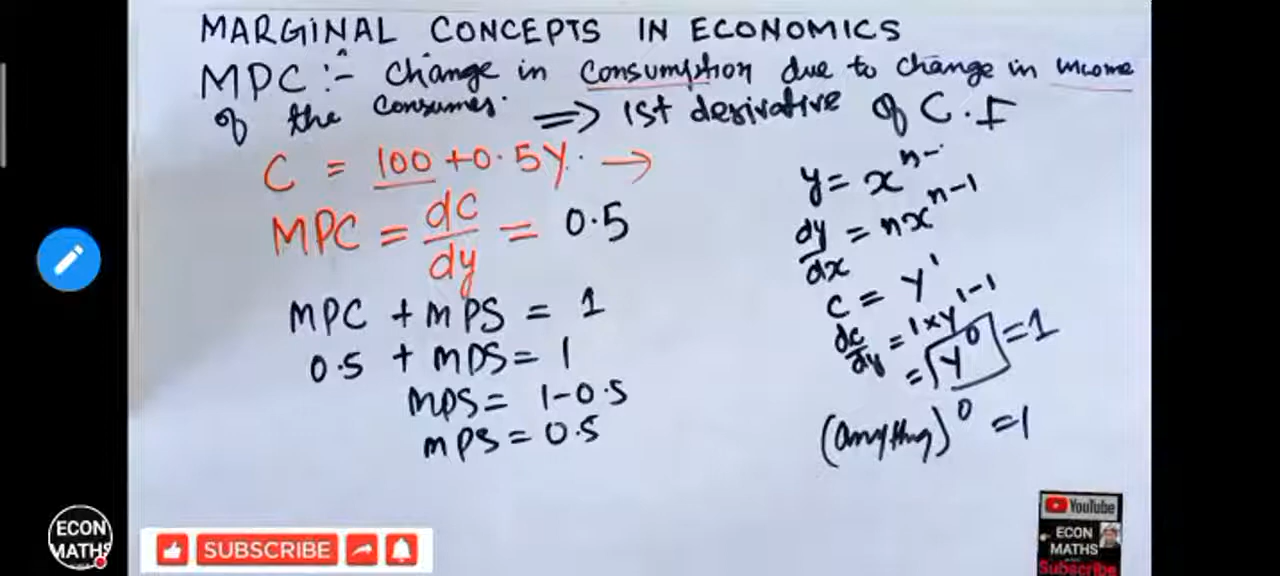 MARGINAL CONCEPTS IN ECONOMICS
MPC :- Change in Consumption due to change in income
of the Consumes. => 1st derivative of C.I
C = 100 + 0.5Y. →
MPC = dc/dy = 0.5
MPC + MPS = 1
0.5 + MPS = 1
MPS = 1-0.5
MPS = 0.5
y = x^n-
dy/dx = nx^n-1
C = Y^1
dc/dy = 1×Y^1-1
= Y^0 = 1
(anything)^0 = 1
ECON
MATHS
SUBSCRIBE
YouTube
ECON
MATHS
Subscribe